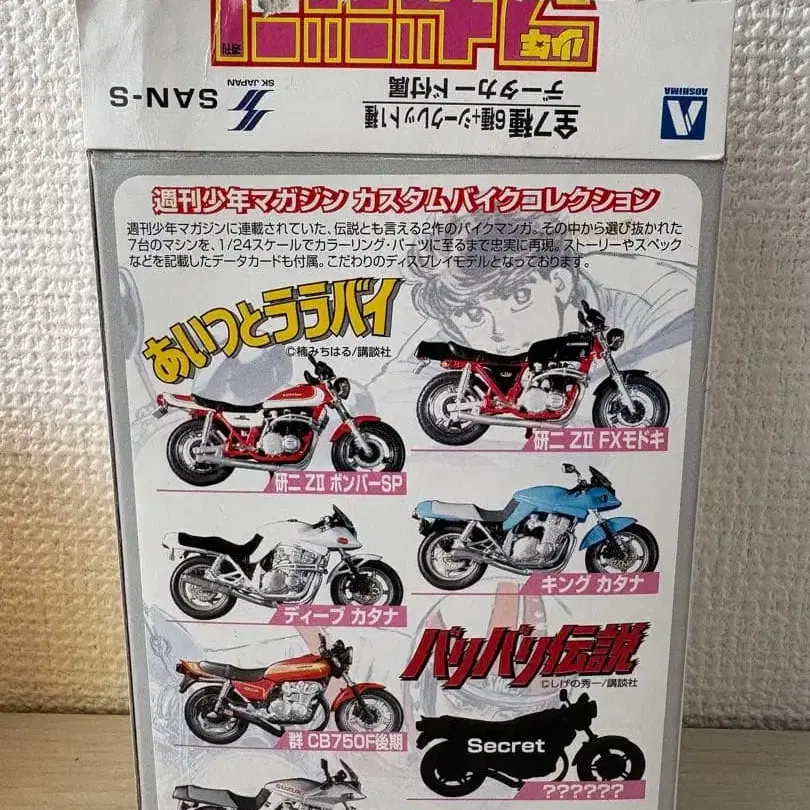 少年
週刊
全7種 6種+シークレット1種
データカード付属
SK JAPAN
SAN-S
AOSHIMA
週刊少年マガジン カスタムバイクコレクション
週刊少年マガジンに連載されていた、伝説とも言える2作のバイクマンガ。その中から選び抜かれた
7台のマシンを、1/24スケールでカラーリング・パーツに至るまで忠実に再現。ストーリーやスペック
などを記載したデータカードも付属。こだわりのディスプレイモデルとなっております。
あいつとララバイ
©楠みちはる/講談社
研二 ZⅡ FXモドキ
研二 ZⅡ ボンバーSP
キング カタナ
ディープ カタナ
バリバリ伝説
©しげの秀一/講談社
群 CB750F後期
Secret
??????
SUZUKI